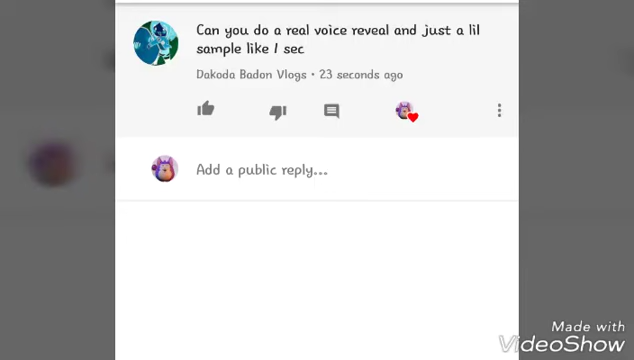 Can you do a real voice reveal and just a lil
sample like 1 sec
Dakoda Badon Vlogs • 23 seconds ago
Add a public reply...
Made with
VideoShow